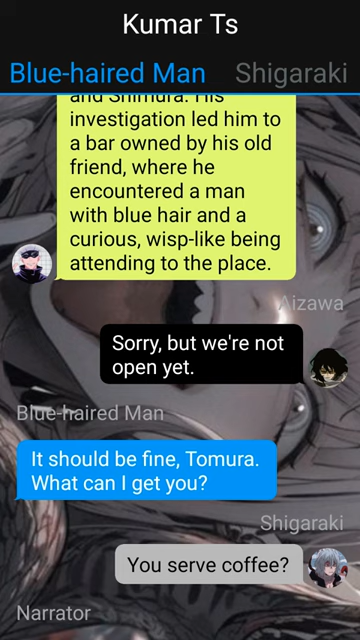 Kumar Ts
Blue-haired Man Shigaraki
and Shimura. His
investigation led him to
a bar owned by his old
friend, where he
encountered a man
with blue hair and a
curious, wisp-like being
attending to the place.
Aizawa
Sorry, but we're not
open yet.
Blue-haired Man
It should be fine, Tomura.
What can I get you?
Shigaraki
You serve coffee?
Narrator